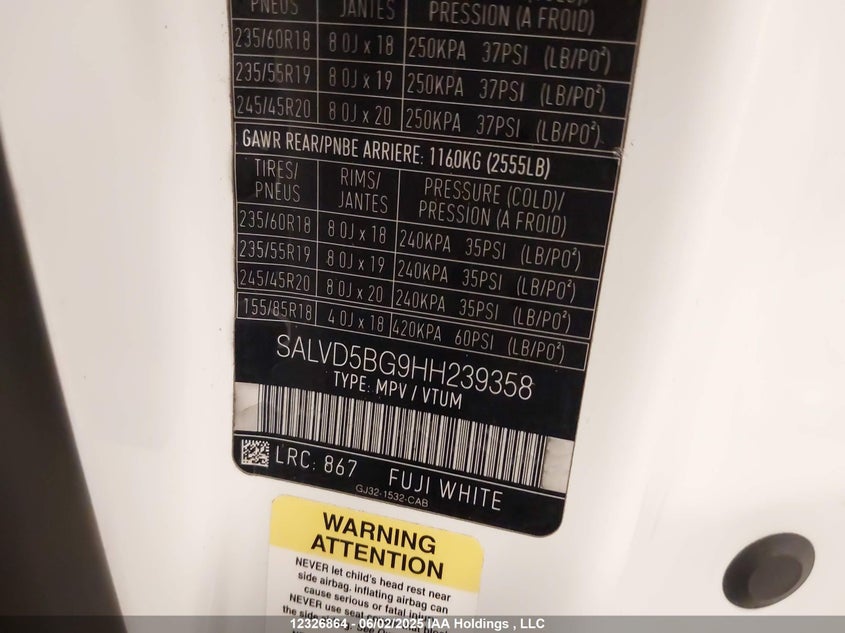 PNEUS JANTES PRESSION (A FROID)
235/60R18 8 0J x 18 250KPA 37PSI (LB/PO²)
235/55R19 8 0J x 19 250KPA 37PSI (LB/PO²)
245/45R20 8 0J x 20 250KPA 37PSI (LB/PO²)
GAWR REAR/PNBE ARRIERE: 1160KG (2555LB)
TIRES/ RIMS/ PRESSURE (COLD)/
PNEUS JANTES PRESSION (A FROID)
235/60R18 8 0J x 18 240KPA 35PSI (LB/PO²)
235/55R19 8 0J x 19 240KPA 35PSI (LB/PO²)
245/45R20 8 0J x 20 240KPA 35PSI (LB/PO²)
155/85R18 4 0J x 18 420KPA 60PSI (LB/PO²)
SALVD5BG9HH239358
TYPE: MPV / VTUM
LRC: 867 FUJI WHITE
GJ32-1532-CAB
WARNING
ATTENTION
NEVER let child's head rest near
side airbag. inflating airbag can
cause serious or fatal
NEVER use seat
the side
12326864 - 06/02/2025 IAA Holdings , LLC